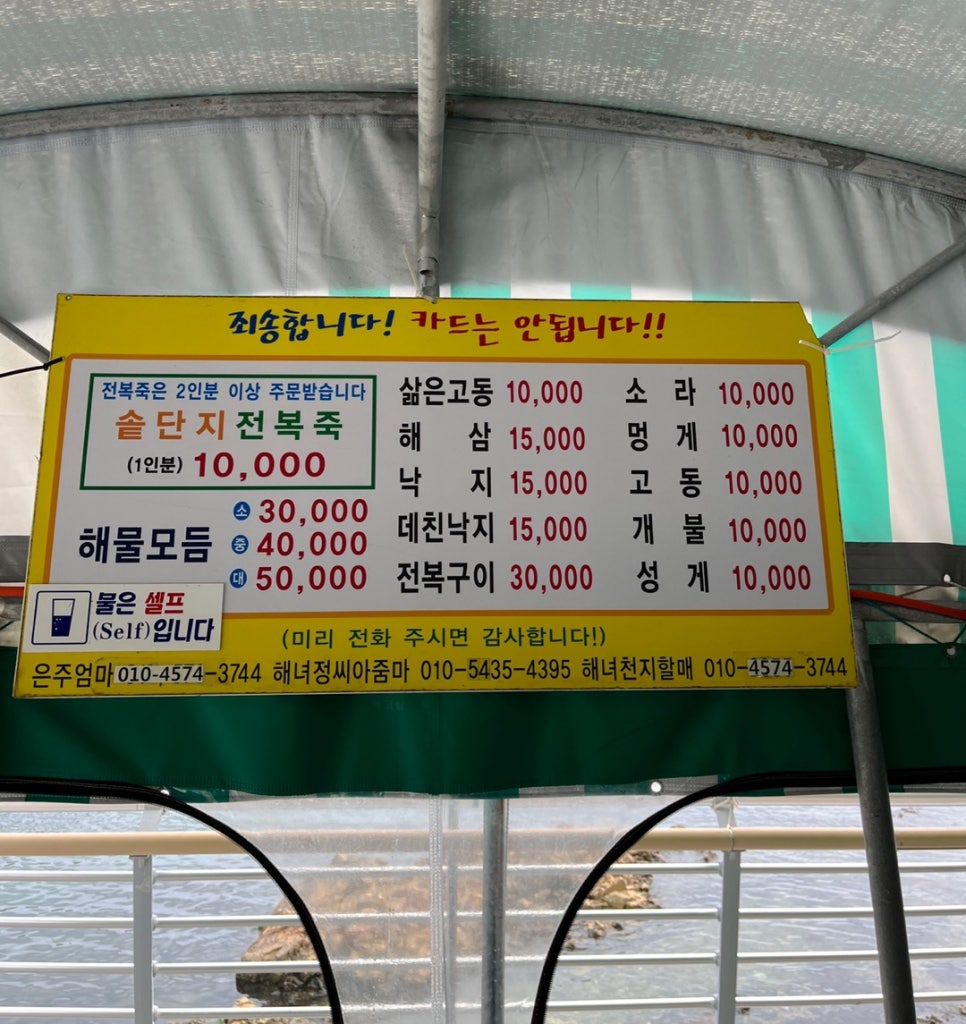 죄송합니다! 카드는 안됩니다!!
전복죽은 2인분 이상 주문받습니다
솥단지전복죽
(1인분) 10,000
해물모듬
소 30,000
중 40,000
대 50,000
삶은고동 10,000
해 삼 15,000
낙 지 15,000
데친낙지 15,000
전복구이 30,000
소 라 10,000
멍 게 10,000
고 동 10,000
개 불 10,000
성 게 10,000
물은 셀프
(Self)입니다
(미리 전화 주시면 감사합니다!)
은주엄마 010-4574-3744 해녀정씨아줌마 010-5435-4395 해녀천지할매 010-4574-3744